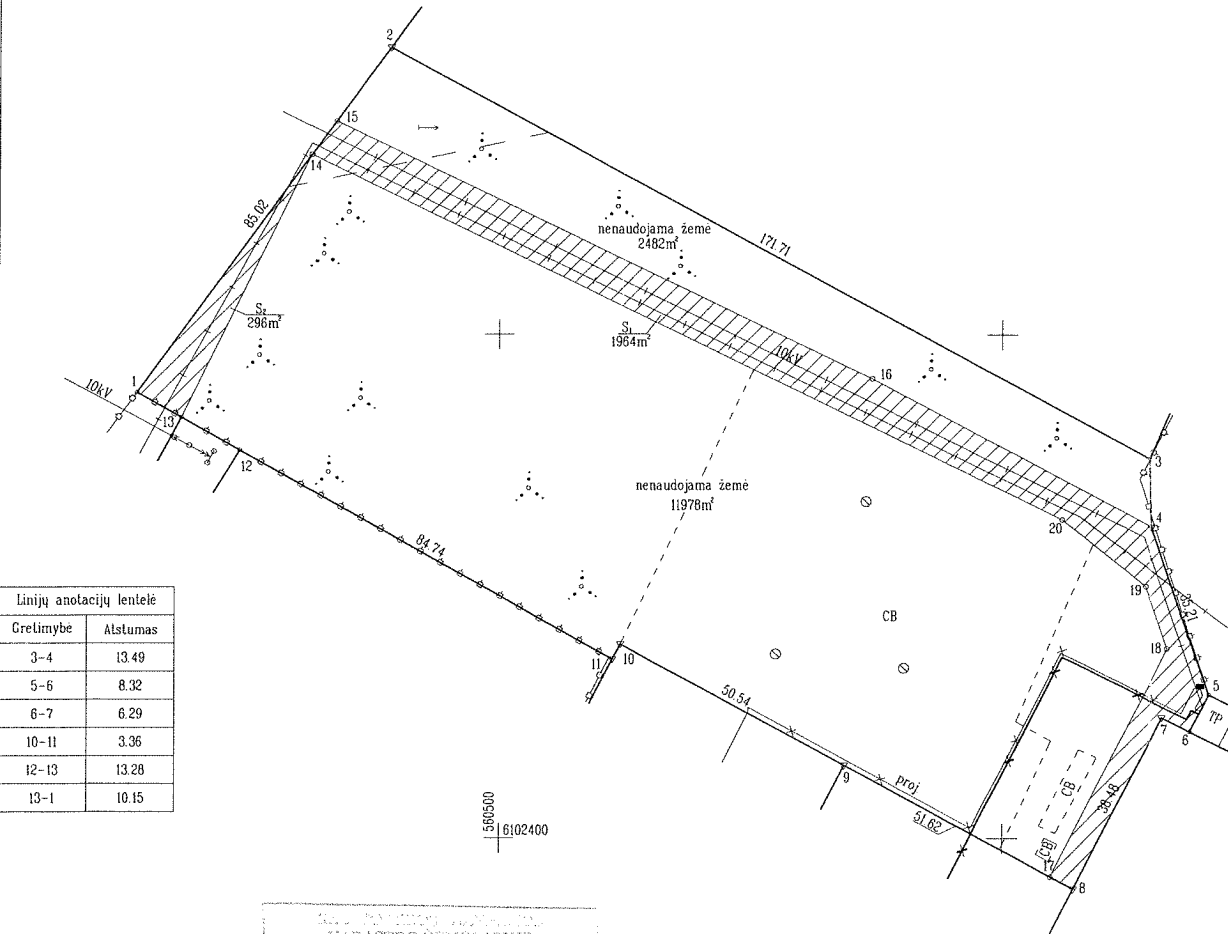 2
15
14
85.02
nenaudojama žemė
2482m²
171.71
S₂
296m²
S₁
1964m²
10kV
16
1
10kV
13
12
3
nenaudojama žemė
11978m²
4
20
84.74
35.21
19
CB
18
11
10
5
TP
50.54
7
6
9
proj
CB
38.48
51.62
CB
17
8
Linijų anotacijų lentelė
Gretimybė Atstumas
3-4 13.49
5-6 8.32
6-7 6.29
10-11 3.36
12-13 13.28
13-1 10.15
560500
6102400